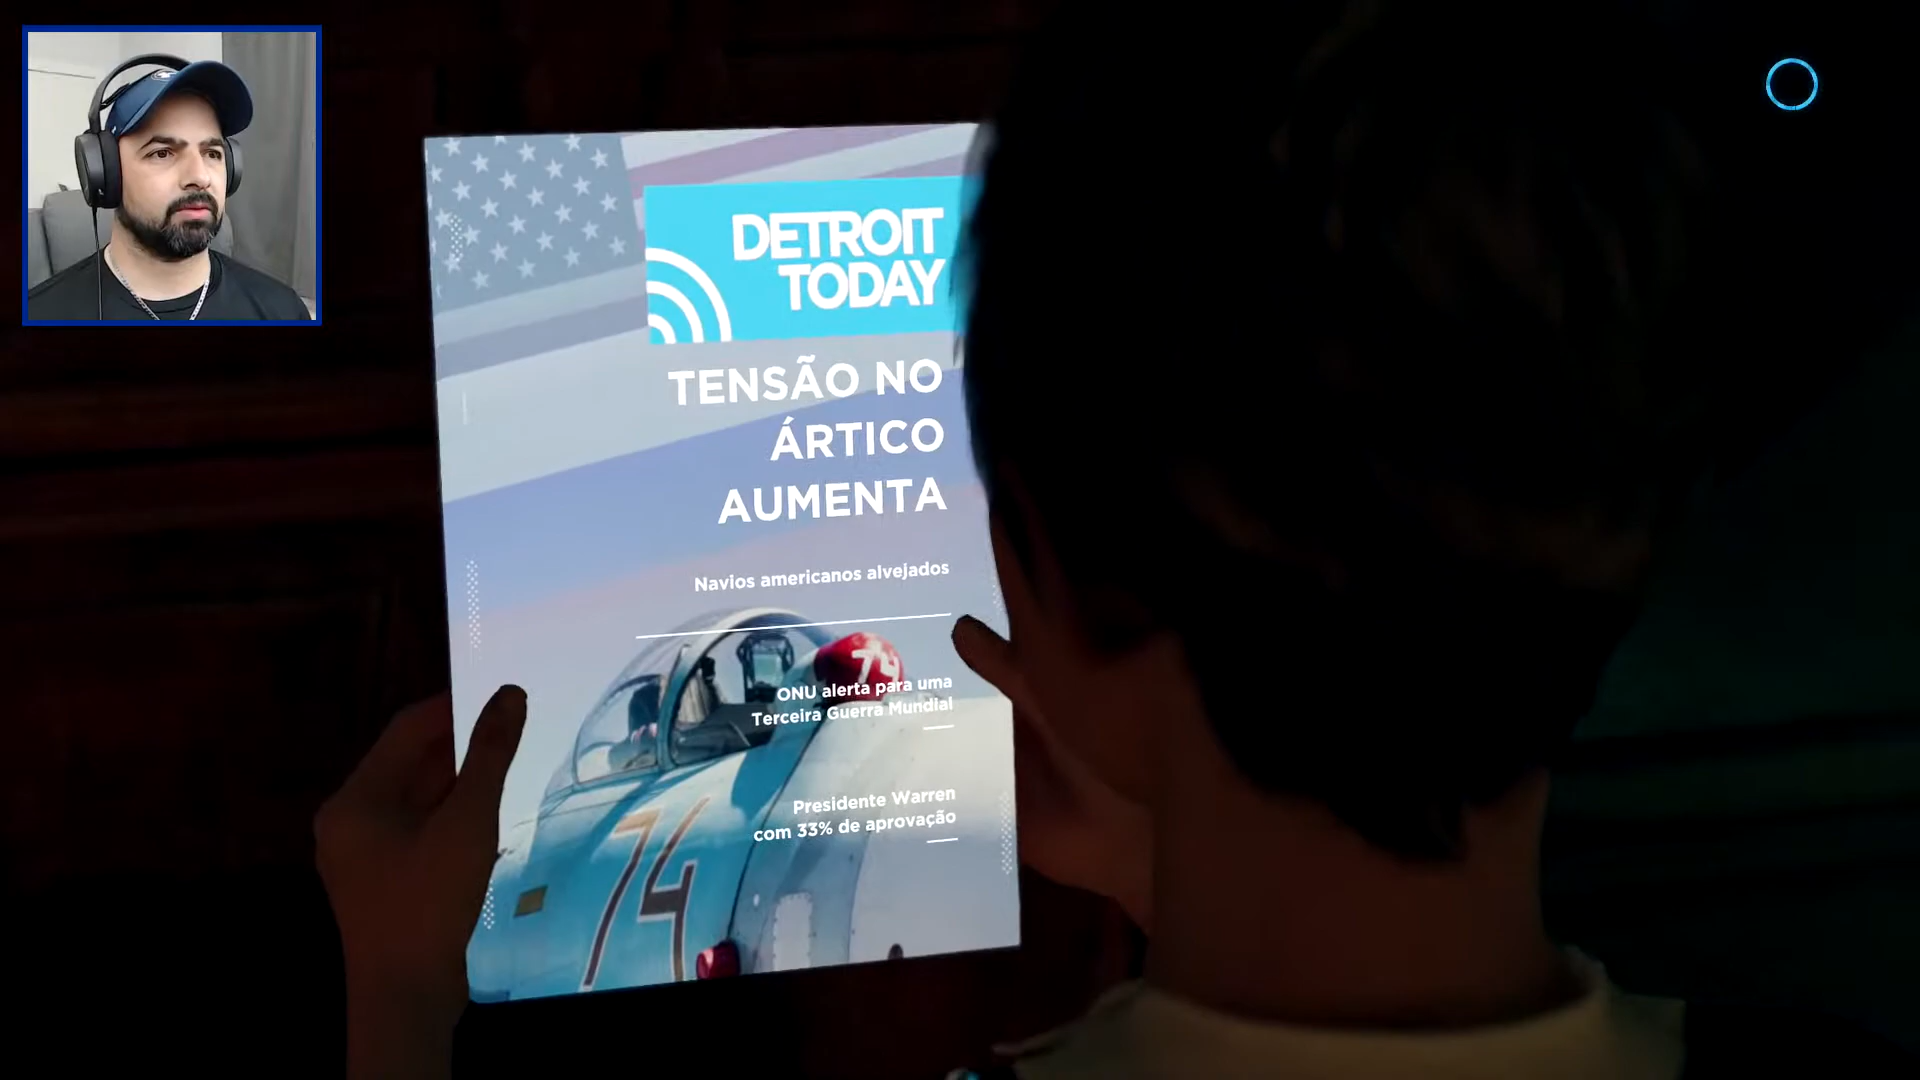 DETROIT
TODAY
TENSÃO NO
ÁRTICO
AUMENTA
Navios americanos alvejados
74
ONU alerta para uma
Terceira Guerra Mundial
Presidente Warren
com 33% de aprovação
74